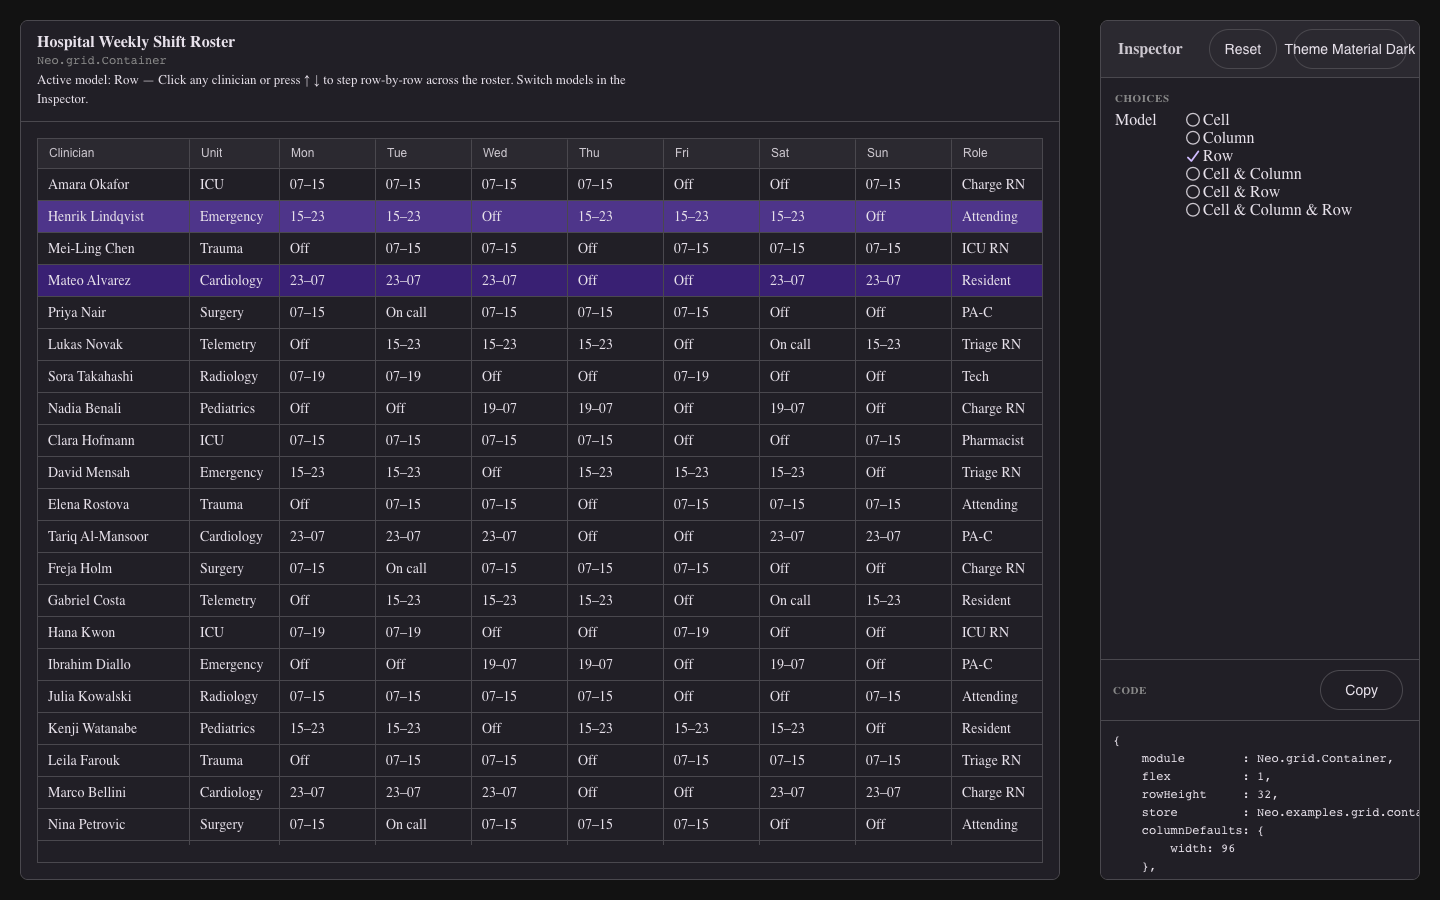 Hospital Weekly Shift Roster
Neo.grid.Container
Active model: Row — Click any clinician or press ↑ ↓ to step row-by-row across the roster. Switch models in the
Inspector.
Clinician Unit Mon Tue Wed Thu Fri Sat Sun Role
Amara Okafor ICU 07–15 07–15 07–15 07–15 Off Off 07–15 Charge RN
Henrik Lindqvist Emergency 15–23 15–23 Off 15–23 15–23 15–23 Off Attending
Mei-Ling Chen Trauma Off 07–15 07–15 Off 07–15 07–15 07–15 ICU RN
Mateo Alvarez Cardiology 23–07 23–07 23–07 Off Off 23–07 23–07 Resident
Priya Nair Surgery 07–15 On call 07–15 07–15 07–15 Off Off PA-C
Lukas Novak Telemetry Off 15–23 15–23 15–23 Off On call 15–23 Triage RN
Sora Takahashi Radiology 07–19 07–19 Off Off 07–19 Off Off Tech
Nadia Benali Pediatrics Off Off 19–07 19–07 Off 19–07 Off Charge RN
Clara Hofmann ICU 07–15 07–15 07–15 07–15 Off Off 07–15 Pharmacist
David Mensah Emergency 15–23 15–23 Off 15–23 15–23 15–23 Off Triage RN
Elena Rostova Trauma Off 07–15 07–15 Off 07–15 07–15 07–15 Attending
Tariq Al-Mansoor Cardiology 23–07 23–07 23–07 Off Off 23–07 23–07 PA-C
Freja Holm Surgery 07–15 On call 07–15 07–15 07–15 Off Off Charge RN
Gabriel Costa Telemetry Off 15–23 15–23 15–23 Off On call 15–23 Resident
Hana Kwon ICU 07–19 07–19 Off Off 07–19 Off Off ICU RN
Ibrahim Diallo Emergency Off Off 19–07 19–07 Off 19–07 Off PA-C
Julia Kowalski Radiology 07–15 07–15 07–15 07–15 Off Off 07–15 Attending
Kenji Watanabe Pediatrics 15–23 15–23 Off 15–23 15–23 15–23 Off Resident
Leila Farouk Trauma Off 07–15 07–15 Off 07–15 07–15 07–15 Triage RN
Marco Bellini Cardiology 23–07 23–07 23–07 Off Off 23–07 23–07 Charge RN
Nina Petrovic Surgery 07–15 On call 07–15 07–15 07–15 Off Off Attending
Inspector Reset Theme Material Dark
CHOICES
Model
Cell
Column
Row
Cell & Column
Cell & Row
Cell & Column & Row
CODE Copy
{
module : Neo.grid.Container,
flex : 1,
rowHeight : 32,
store : Neo.examples.grid.conta
columnDefaults: {
width: 96
},